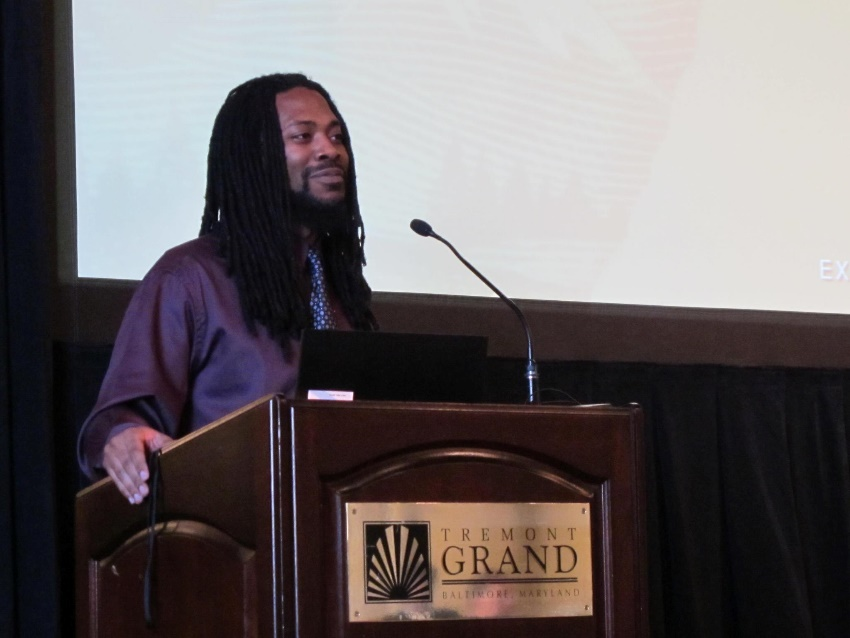 EX
TREMONT
GRAND
BALTIMORE, MARYLAND